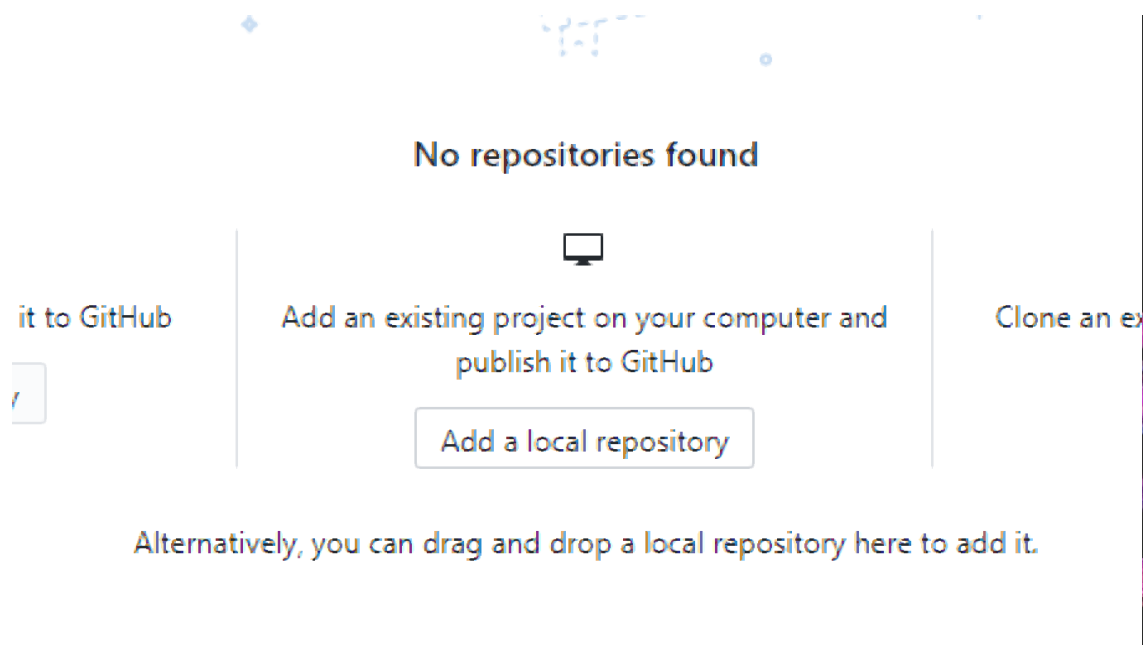 No repositories found
it to GitHub
Add an existing project on your computer and
publish it to GitHub
Clone an
y
Add a local repository
Alternatively, you can drag and drop a local repository here to add it.